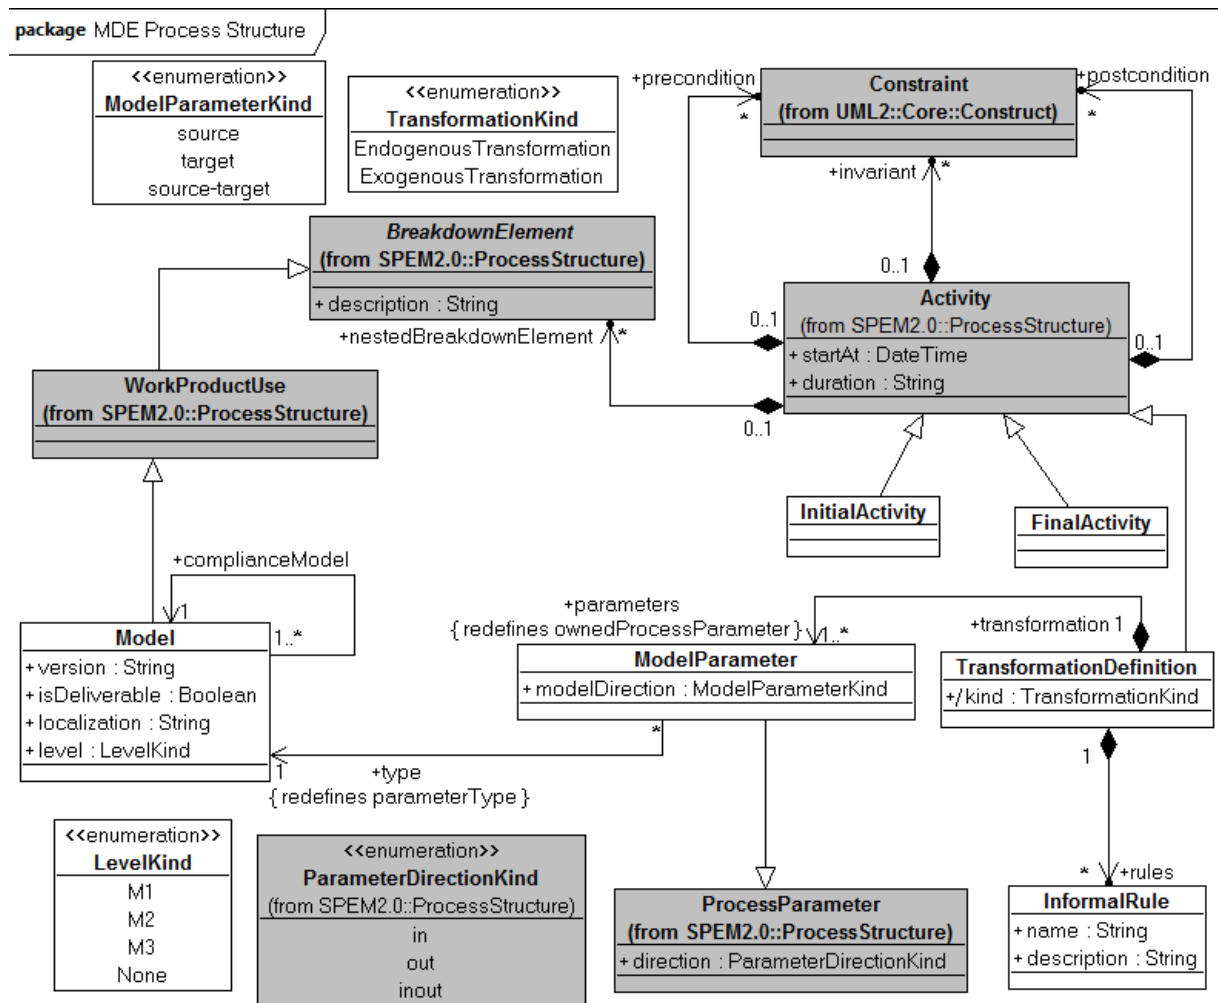 package MDE Process Structure
<<enumeration>>
ModelParameterKind
source
target
source-target
<<enumeration>>
TransformationKind
EndogenousTransformation
ExogenousTransformation
+precondition
*
Constraint
(from UML2::Core::Construct)
+postcondition
*
+invariant
*
BreakdownElement
(from SPEM2.0::ProcessStructure)
+ description : String
+nestedBreakdownElement
*
0..1
Activity
(from SPEM2.0::ProcessStructure)
+ startAt : DateTime
+ duration : String
0..1
0..1
0..1
WorkProductUse
(from SPEM2.0::ProcessStructure)
InitialActivity
FinalActivity
+complianceModel
1
1..*
Model
+ version : String
+ isDeliverable : Boolean
+ localization : String
+ level : LevelKind
+parameters
{ redefines ownedProcessParameter }
1..*
ModelParameter
+ modelDirection : ModelParameterKind
*
+transformation 1
TransformationDefinition
+/ kind : TransformationKind
1
1
+type
{ redefines parameterType }
<<enumeration>>
LevelKind
M1
M2
M3
None
<<enumeration>>
ParameterDirectionKind
(from SPEM2.0::ProcessStructure)
in
out
inout
ProcessParameter
(from SPEM2.0::ProcessStructure)
+ direction : ParameterDirectionKind
* +rules
InformalRule
+ name : String
+ description : String